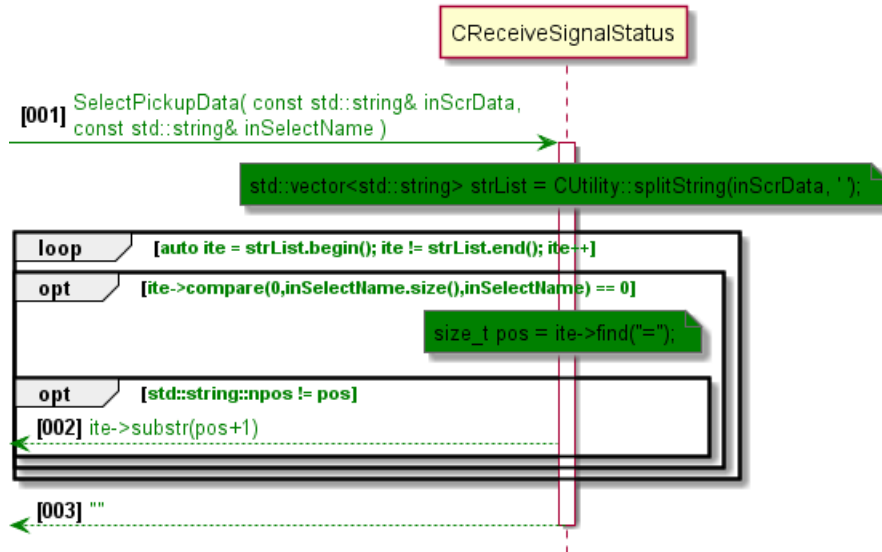 CReceiveSignalStatus
[001] SelectPickupData( const std::string& inScrData,
const std::string& inSelectName )
std::vector<std::string> strList = CUtility::splitString(inScrData, ' ');
loop [auto ite = strList.begin(); ite != strList.end(); ite++]
opt [ite->compare(0,inSelectName.size(),inSelectName) == 0]
size_t pos = ite->find("=");
opt [std::string::npos != pos]
[002] ite->substr(pos+1)
[003] ""